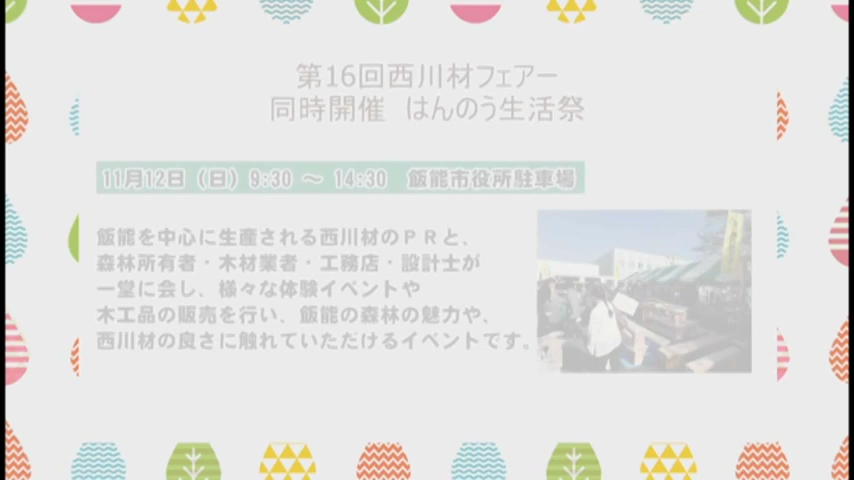 第16回西川材フェアー
同時開催 はんのう生活祭
11月12日（日）9:30 ～ 14:30 飯能市役所駐車場
飯能を中心に生産される西川材のＰＲと、
森林所有者・木材業者・工務店・設計士が
一堂に会し、様々な体験イベントや
木工品の販売を行い、飯能の森林の魅力や、
西川材の良さに触れていただけるイベントです。